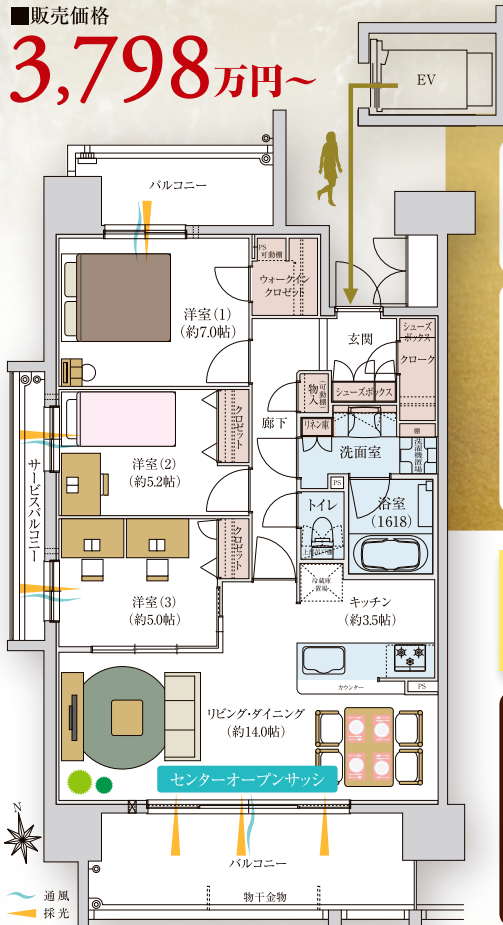 ■販売価格
3,798万円～
EV
バルコニー
PS
可動棚
ウォークイン
クロゼット
洋室(1)
(約7.0帖)
玄関
シューズ
ボックス
クローク
物入
(可動棚)
シューズボックス
廊下
リネン庫
棚
洗濯機置場
洗面室
クロゼット
洋室(2)
(約5.2帖)
サービスバルコニー
PS
トイレ
浴室
(1618)
クロゼット
冷蔵庫
置場
洋室(3)
(約5.0帖)
キッチン
(約3.5帖)
カウンター
PS
リビング・ダイニング
(約14.0帖)
センターオープンサッシ
N
バルコニー
物干金物
通風
採光